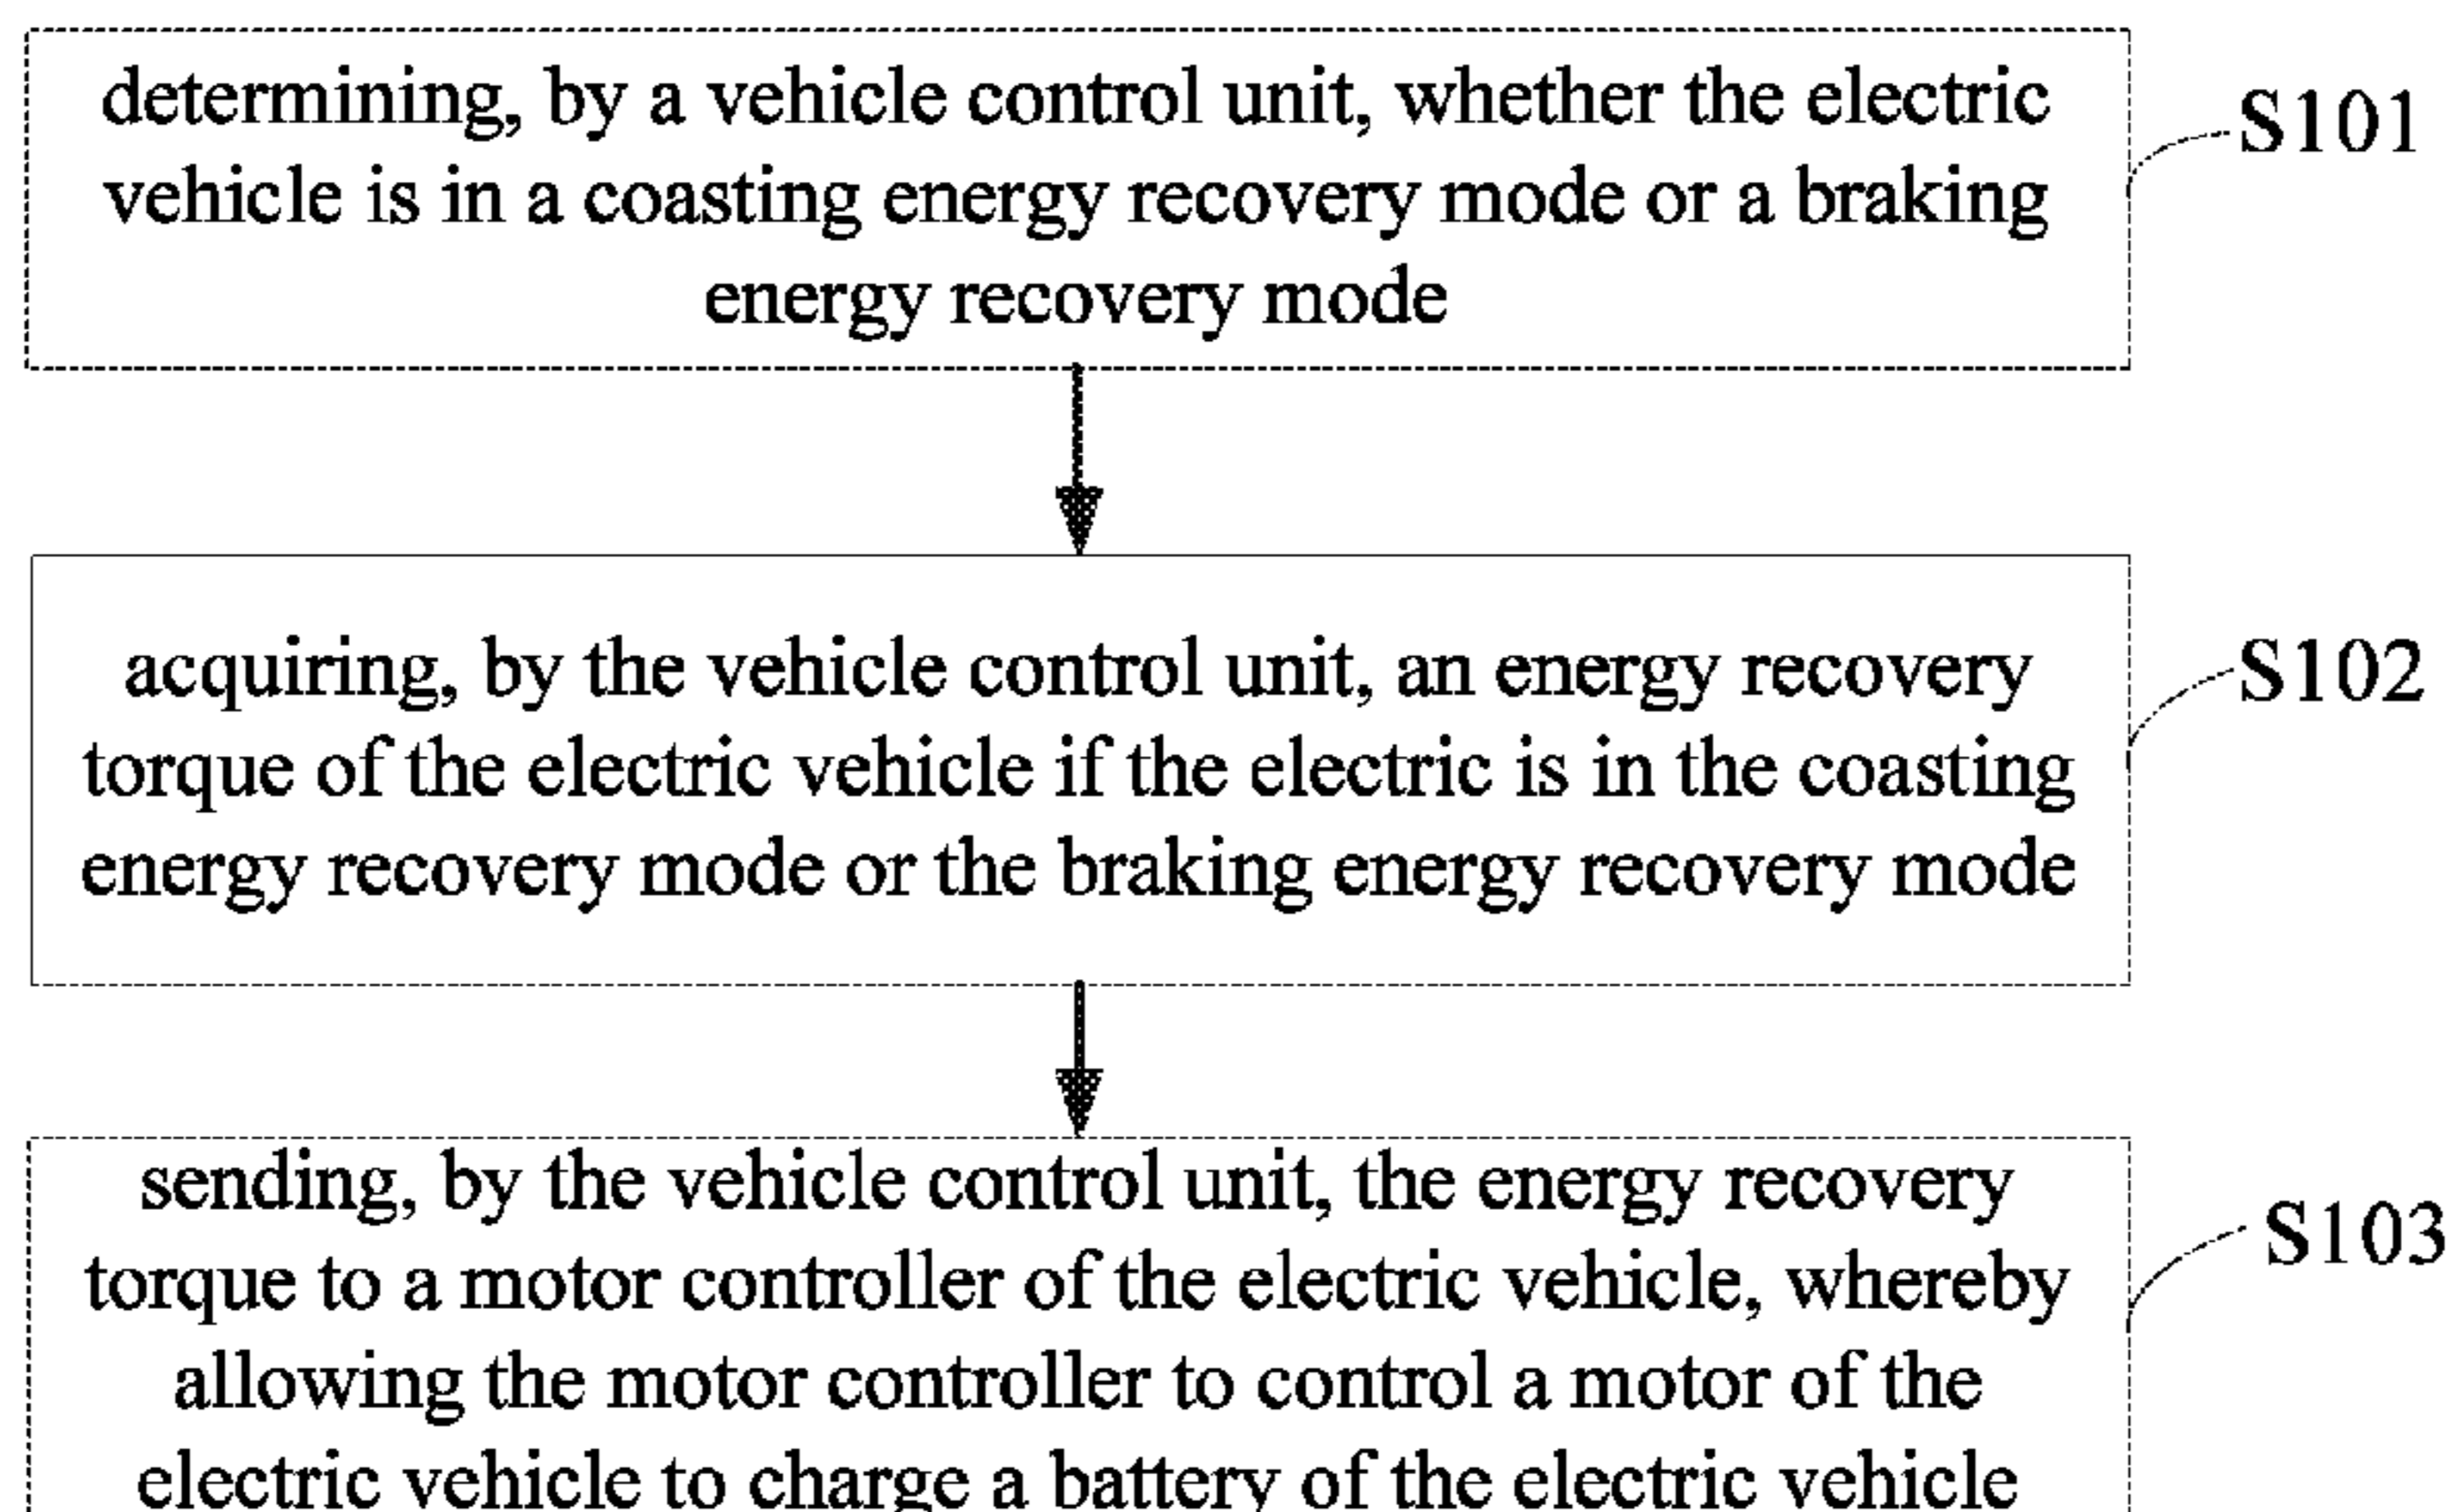 determining, by a vehicle control unit, whether the electric
vehicle is in a coasting energy recovery mode or a braking
energy recovery mode
S101
acquiring, by the vehicle control unit, an energy recovery
torque of the electric vehicle if the electric is in the coasting
energy recovery mode or the braking energy recovery mode
S102
sending, by the vehicle control unit, the energy recovery
torque to a motor controller of the electric vehicle, whereby
allowing the motor controller to control a motor of the
electric vehicle to charge a battery of the electric vehicle
S103